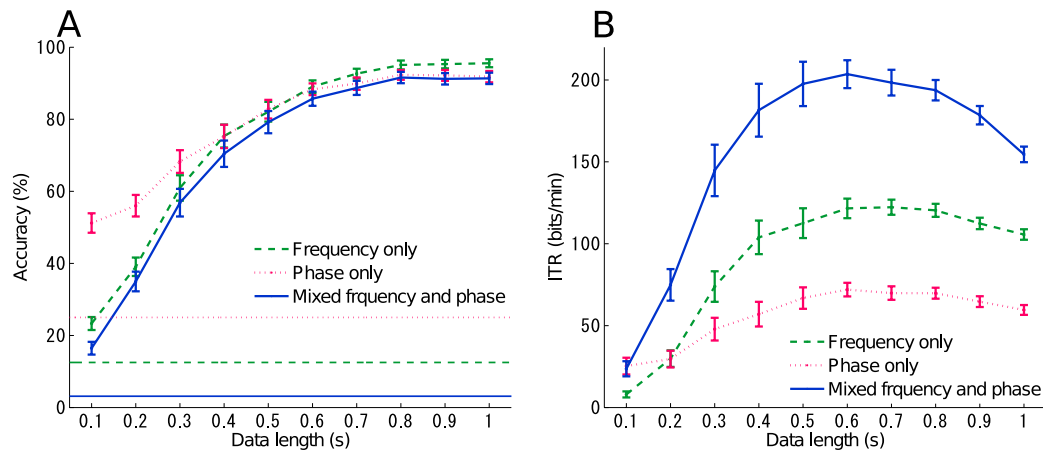 A
Accuracy (%)
100
80
60
40
20
0
Frequency only
Phase only
Mixed frquency and phase
0.1 0.2 0.3 0.4 0.5 0.6 0.7 0.8 0.9 1
Data length (s)
B
ITR (bits/min)
200
150
100
50
0
Frequency only
Phase only
Mixed frquency and phase
0.1 0.2 0.3 0.4 0.5 0.6 0.7 0.8 0.9 1
Data length (s)